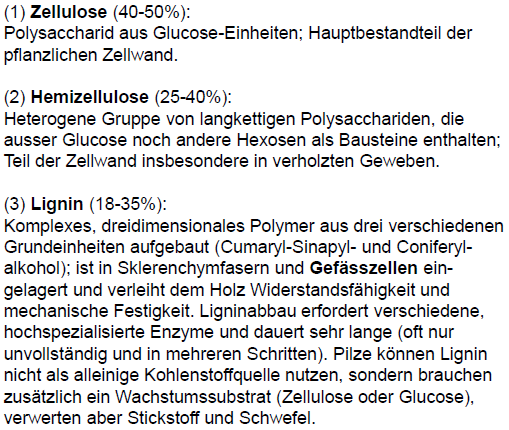 (1) Zellulose (40-50%):
Polysaccharid aus Glucose-Einheiten; Hauptbestandteil der
pflanzlichen Zellwand.
(2) Hemizellulose (25-40%):
Heterogene Gruppe von langkettigen Polysacchariden, die
ausser Glucose noch andere Hexosen als Bausteine enthalten;
Teil der Zellwand insbesondere in verholzten Geweben.
(3) Lignin (18-35%):
Komplexes, dreidimensionales Polymer aus drei verschiedenen
Grundeinheiten aufgebaut (Cumaryl-Sinapyl- und Coniferyl-
alkohol); ist in Sklerenchymfasern und Gefässzellen ein-
gelagert und verleiht dem Holz Widerstandsfähigkeit und
mechanische Festigkeit. Ligninabbau erfordert verschiedene,
hochspezialisierte Enzyme und dauert sehr lange (oft nur
unvollständig und in mehreren Schritten). Pilze können Lignin
nicht als alleinige Kohlenstoffquelle nutzen, sondern brauchen
zusätzlich ein Wachstumssubstrat (Zellulose oder Glucose),
verwerten aber Stickstoff und Schwefel.